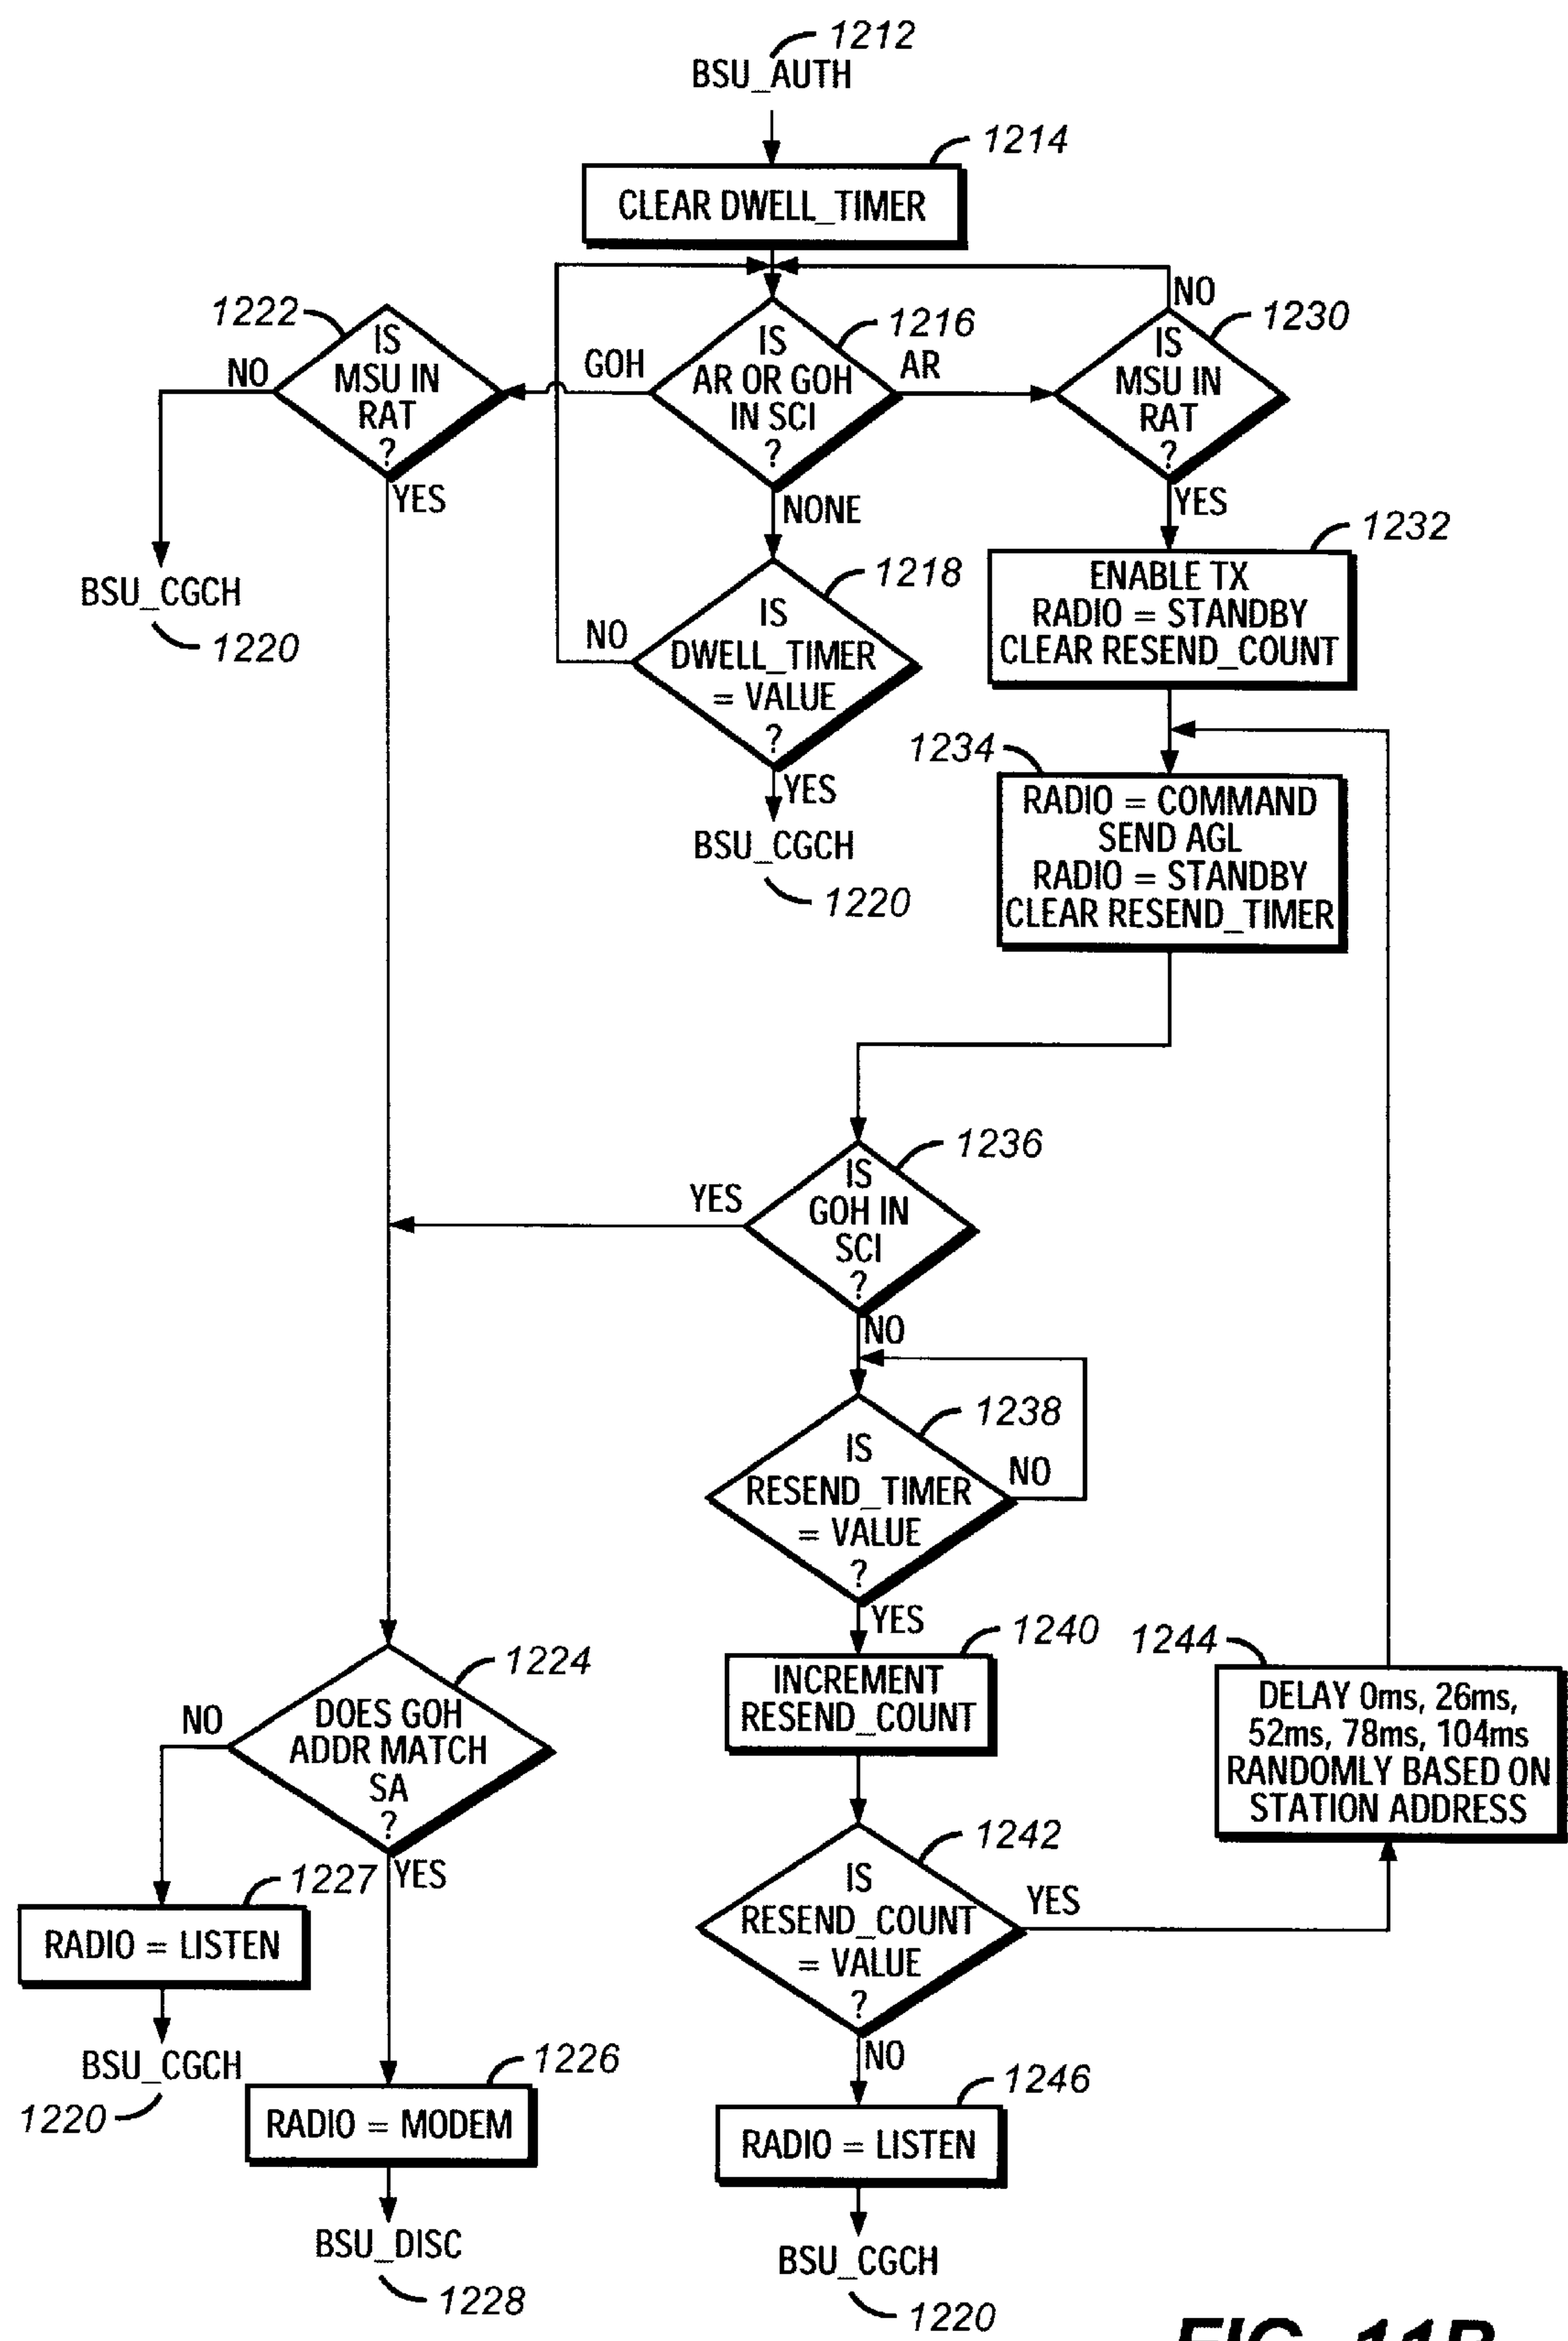 1212
BSU_AUTH
1214
CLEAR DWELL_TIMER
1222
IS
MSU IN
RAT
?
NO
YES
BSU_CGCH
1220
GOH
1216
IS
AR OR GOH
IN SCI
?
AR
NONE
NO
1230
IS
MSU IN
RAT
?
YES
1218
IS
DWELL_TIMER
= VALUE
?
NO
YES
BSU_CGCH
1220
1232
ENABLE TX
RADIO = STANDBY
CLEAR RESEND_COUNT
1234
RADIO = COMMAND
SEND AGL
RADIO = STANDBY
CLEAR RESEND_TIMER
1236
IS
GOH IN
SCI
?
YES
NO
1238
IS
RESEND_TIMER
= VALUE
?
NO
YES
1240
INCREMENT
RESEND_COUNT
1244
DELAY 0ms, 26ms,
52ms, 78ms, 104ms
RANDOMLY BASED ON
STATION ADDRESS
1224
DOES GOH
ADDR MATCH
SA
?
NO
YES
1227
RADIO = LISTEN
BSU_CGCH
1220
1226
RADIO = MODEM
BSU_DISC
1228
1242
IS
RESEND_COUNT
= VALUE
?
YES
NO
1246
RADIO = LISTEN
BSU_CGCH
1220
FIG. 11B